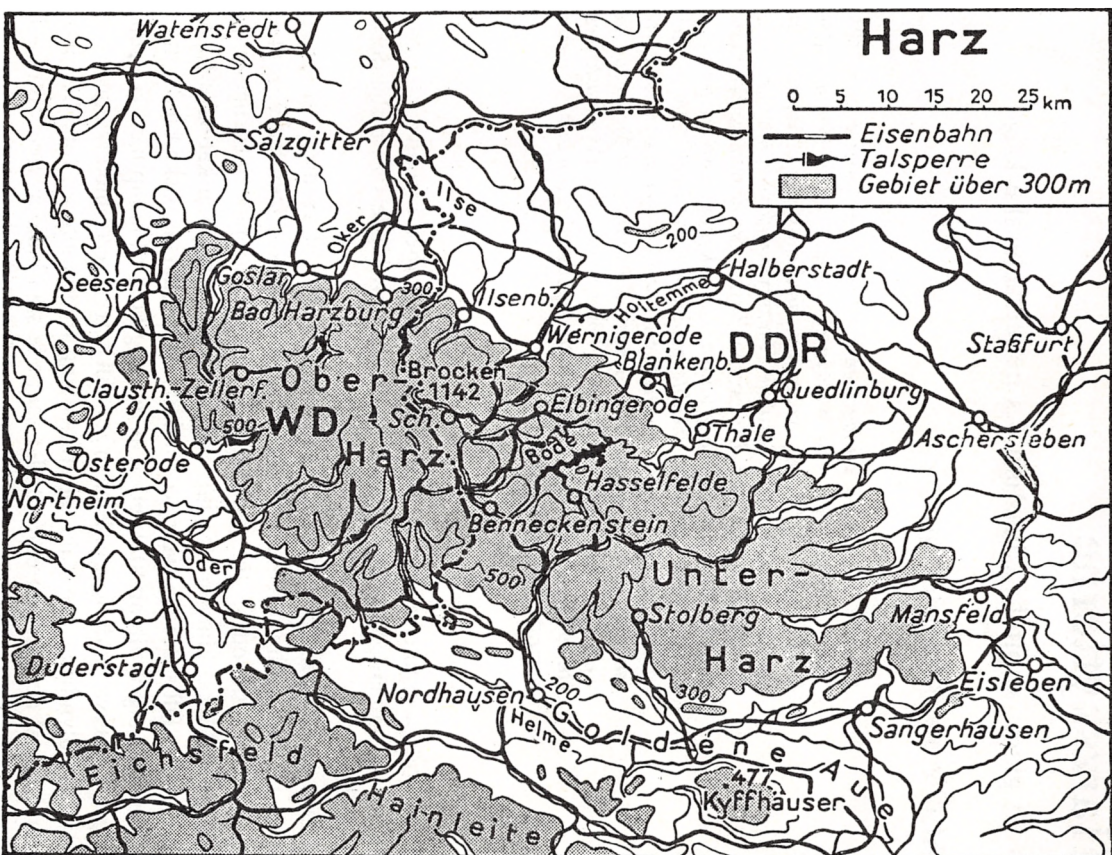 Harz
0 5 10 15 20 25 km
Eisenbahn
Talsperre
Gebiet über 300m
Watenstedt
Salzgitter
Ilse
Oker
200
Seesen
Goslar
300
Halberstadt
Bad Harzburg
Ilsenb.
Holtemme
Wernigerode
DDR
Staßfurt
Blankenb.
Clausth.-Zellerf.
Ober-
Brocken
1142
Quedlinburg
500
WD
Sch.
Elbingerode
Thale
Aschersleben
Osterode
Harz
Bode
Hasselfelde
Northeim
Benneckenstein
Oder
500
Unter-
Stolberg
Mansfeld
Harz
Duderstadt
Nordhausen
200
300
Eisleben
Helme
Goldene Aue
Sangerhausen
Eichsfeld
477
Kyffhäuser
Hainleite